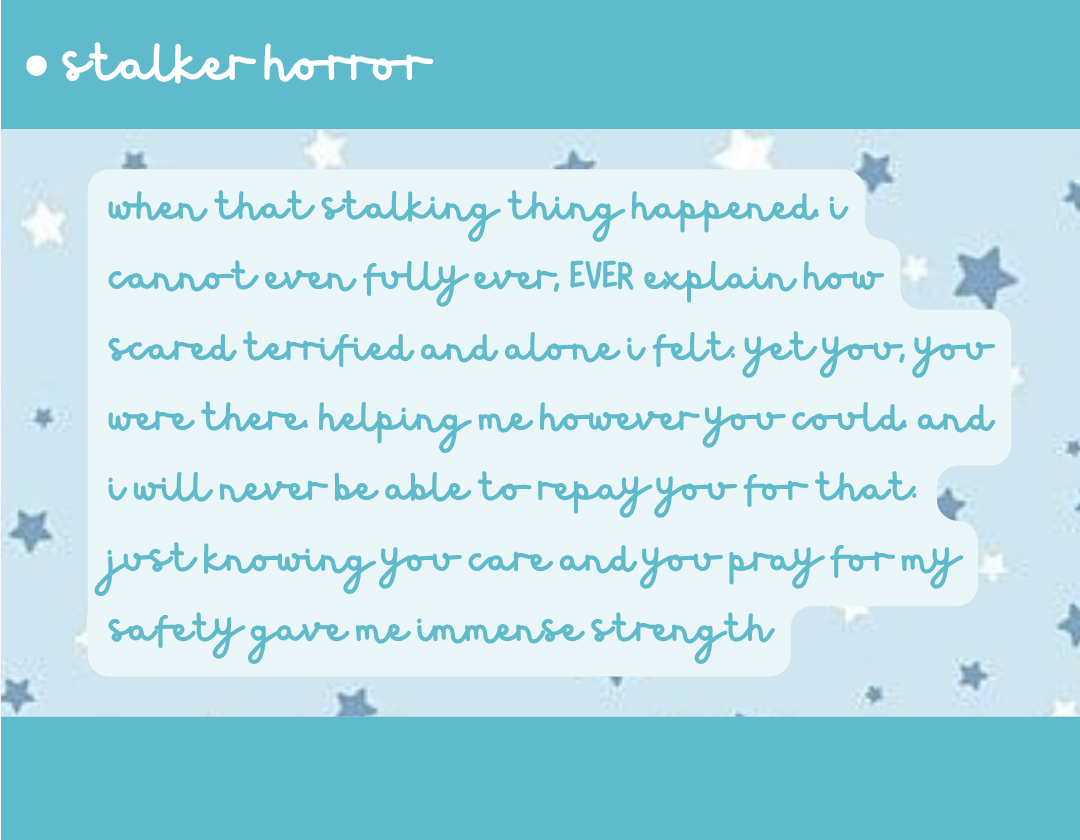 • stalker horror
when that stalking thing happened. i
cannot even fully ever, EVER explain how
scared terrified and alone i felt. yet you, you
were there. helping me however you could. and
i will never be able to repay you for that.
just knowing you care and you pray for my
safety gave me immense strength